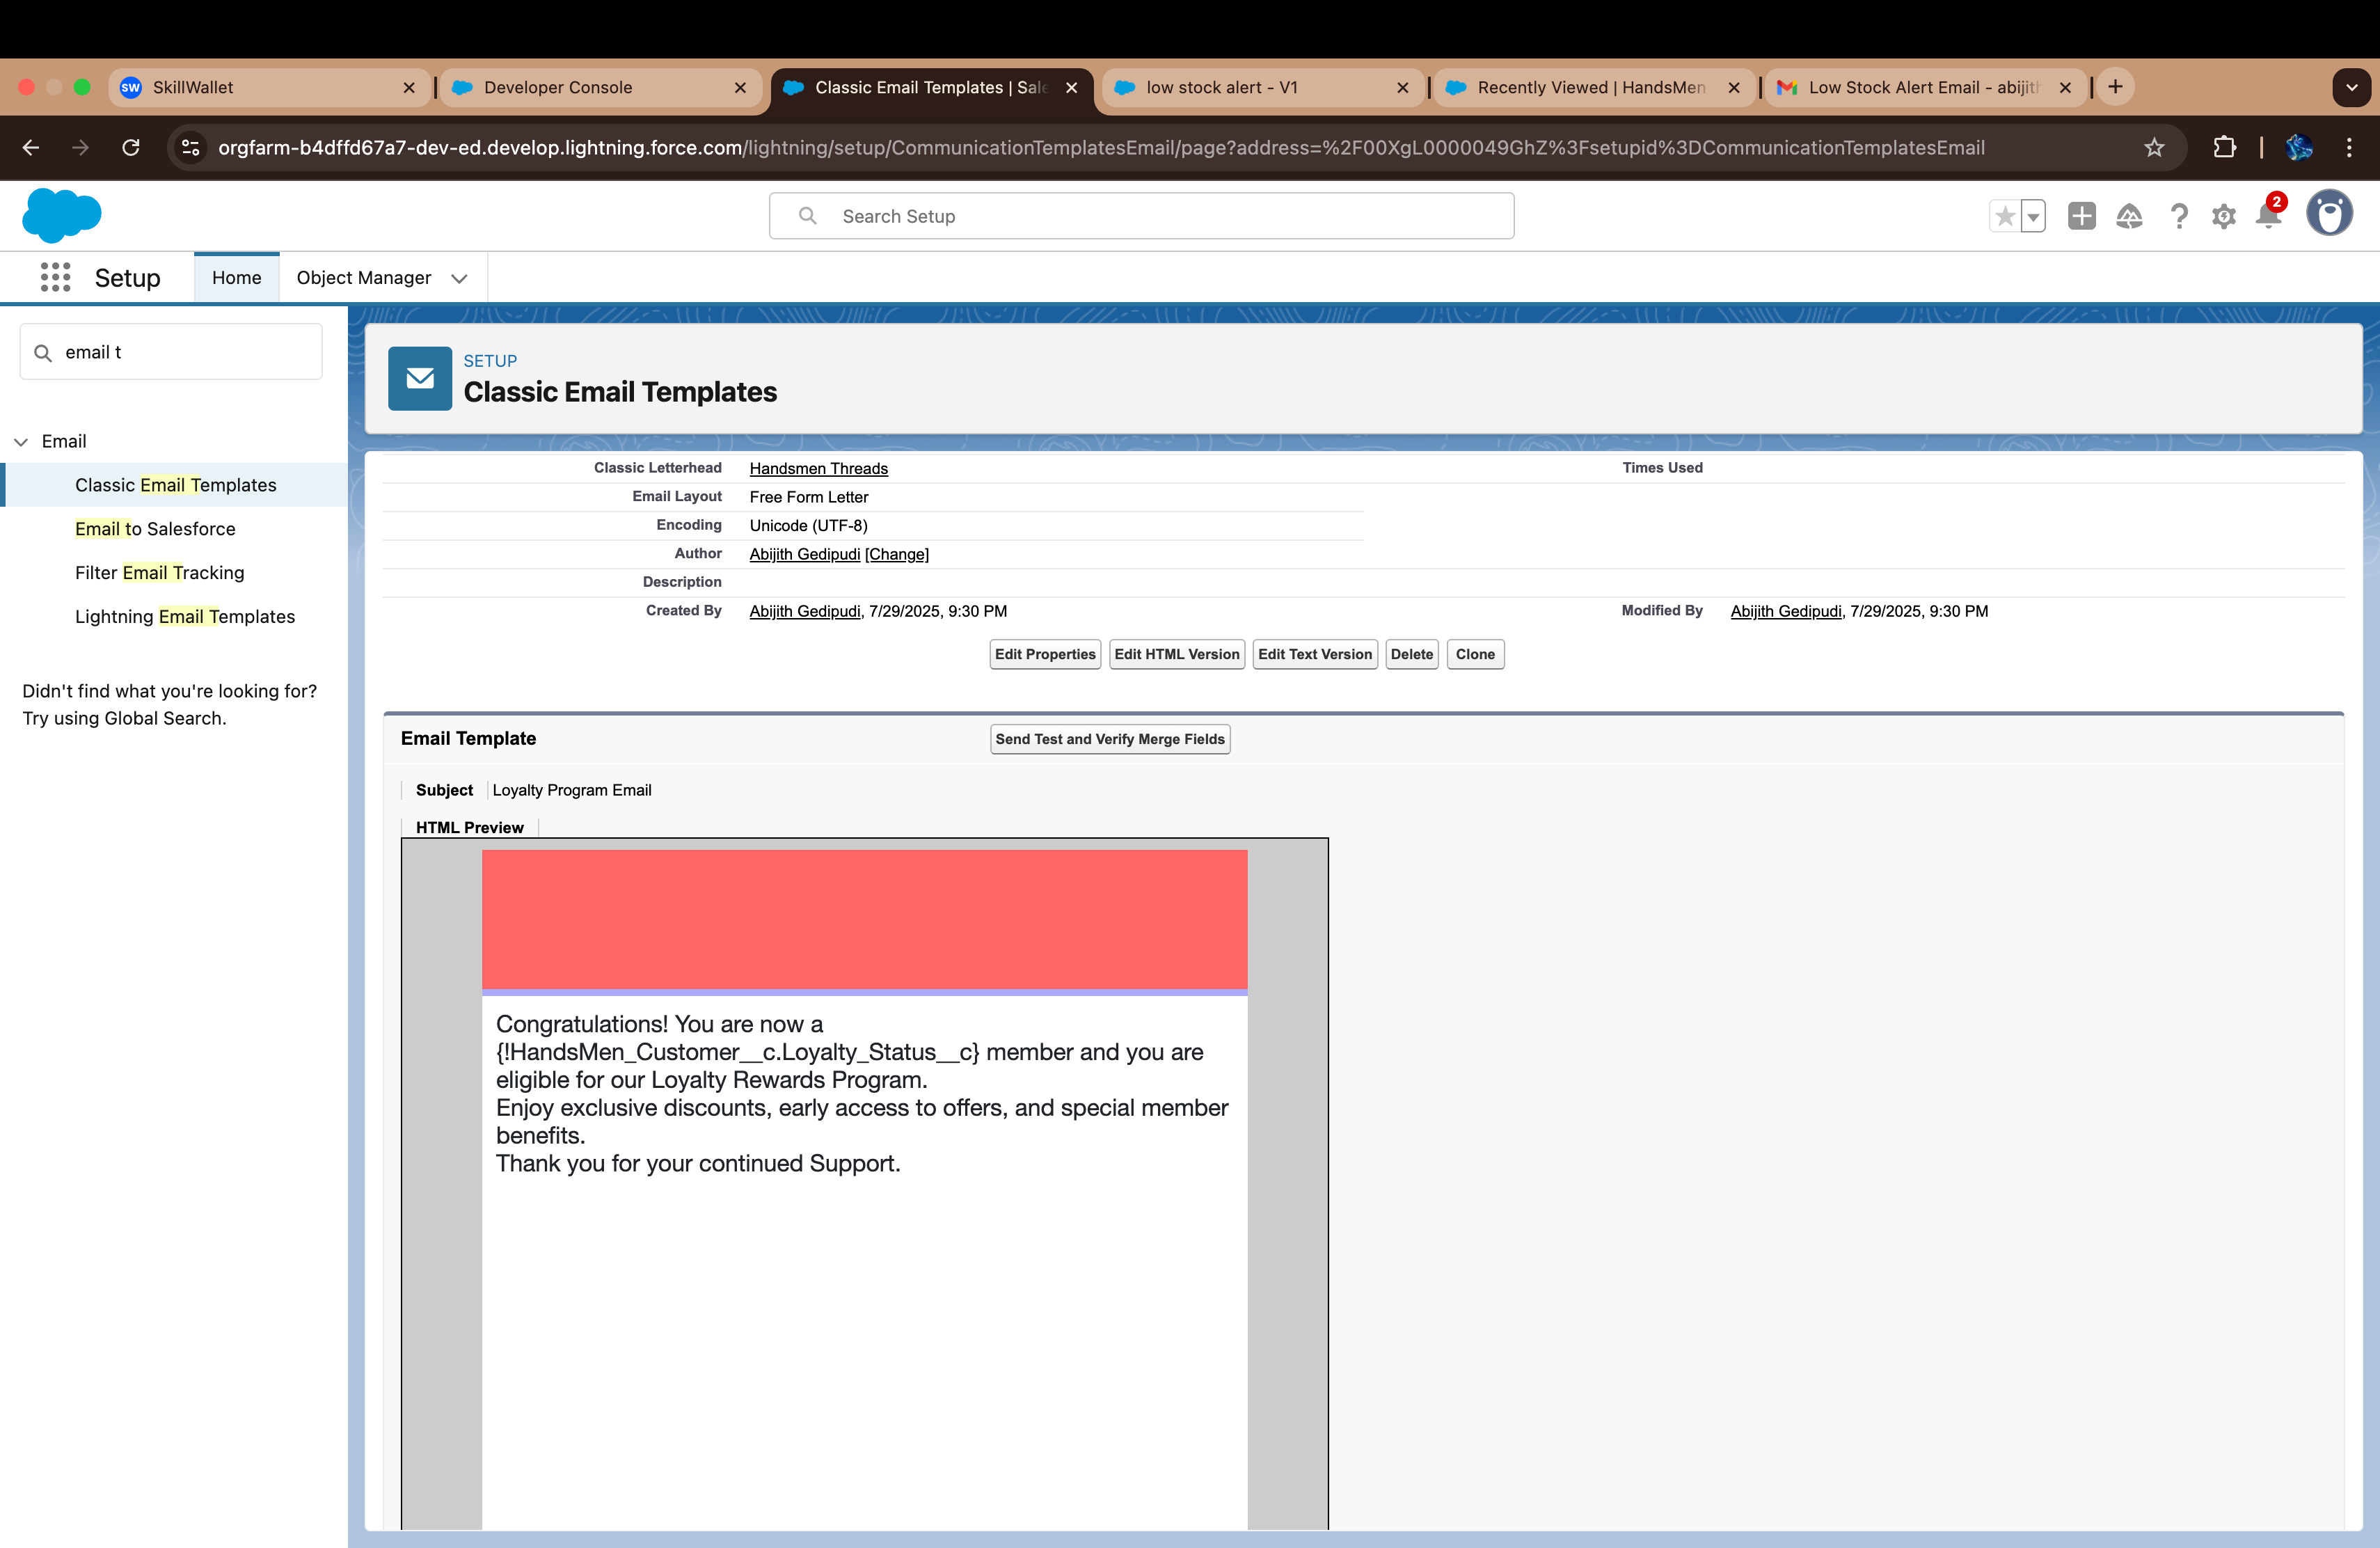 SW SkillWallet
Developer Console
Classic Email Templates | Sale
low stock alert - V1
Recently Viewed | HandsMen
Low Stock Alert Email - abijith
orgfarm-b4dffd67a7-dev-ed.develop.lightning.force.com/lightning/setup/CommunicationTemplatesEmail/page?address=%2F00XgL0000049GhZ%3Fsetupid%3DCommunicationTemplatesEmail
Search Setup
2
Setup
Home
Object Manager
email t
Email
Classic Email Templates
Email to Salesforce
Filter Email Tracking
Lightning Email Templates
Didn't find what you're looking for?
Try using Global Search.
SETUP
Classic Email Templates
Classic Letterhead Handsmen Threads Times Used
Email Layout Free Form Letter
Encoding Unicode (UTF-8)
Author Abijith Gedipudi [Change]
Description
Created By Abijith Gedipudi, 7/29/2025, 9:30 PM Modified By Abijith Gedipudi, 7/29/2025, 9:30 PM
Edit Properties Edit HTML Version Edit Text Version Delete Clone
Email Template Send Test and Verify Merge Fields
Subject Loyalty Program Email
HTML Preview
Congratulations! You are now a
{!HandsMen_Customer__c.Loyalty_Status__c} member and you are
eligible for our Loyalty Rewards Program.
Enjoy exclusive discounts, early access to offers, and special member
benefits.
Thank you for your continued Support.